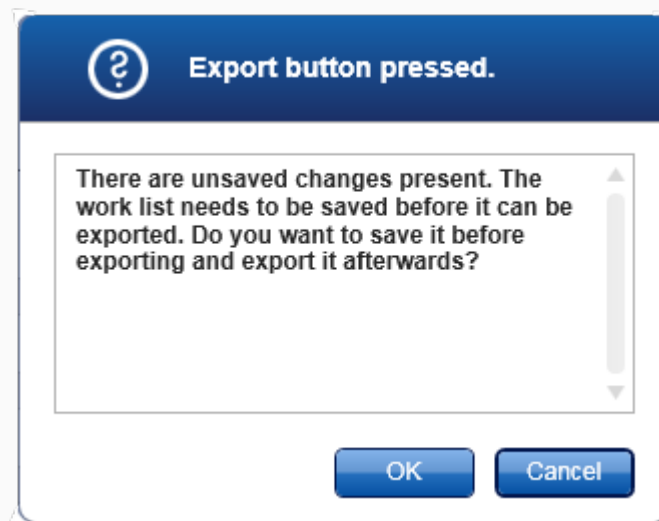 Export button pressed.
There are unsaved changes present. The
work list needs to be saved before it can be
exported. Do you want to save it before
exporting and export it afterwards?
OK
Cancel